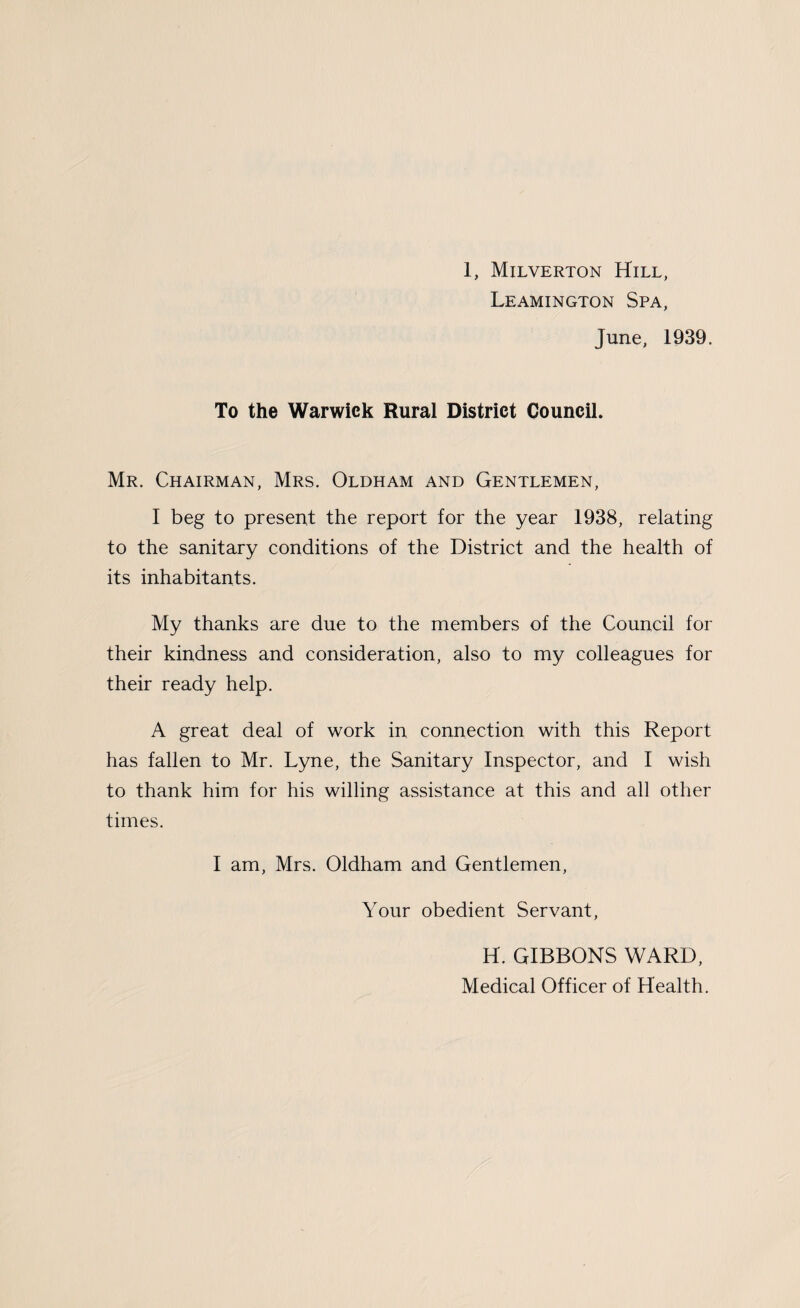 1, Milverton Hill,
Leamington Spa,
June, 1939.
To the Warwick Rural District Council.
Mr. Chairman, Mrs. Oldham and Gentlemen,
I beg to present the report for the year 1938, relating
to the sanitary conditions of the District and the health of
its inhabitants.
My thanks are due to the members of the Council for
their kindness and consideration, also to my colleagues for
their ready help.
A great deal of work in connection with this Report
has fallen to Mr. Lyne, the Sanitary Inspector, and I wish
to thank him for his willing assistance at this and all other
times.
I am, Mrs. Oldham and Gentlemen,
Your obedient Servant,
H. GIBBONS WARD,
Medical Officer of Health.